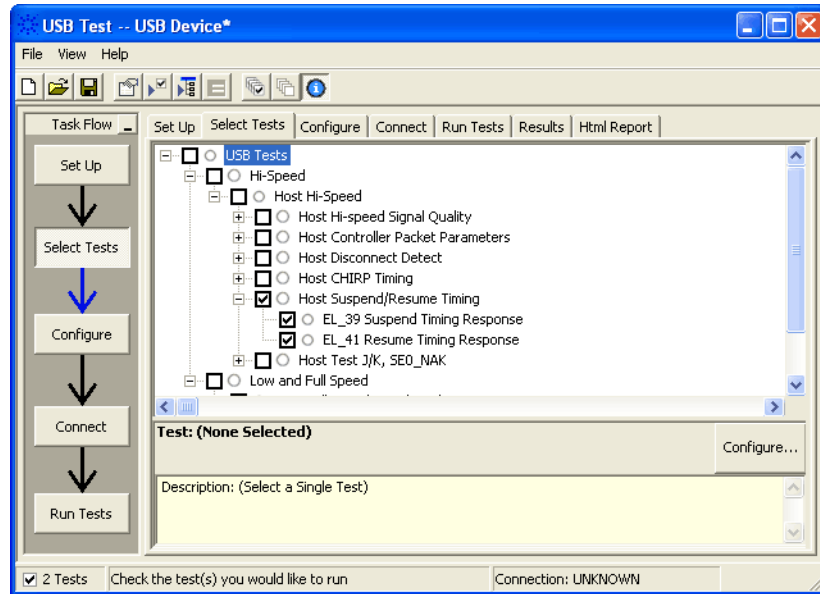 USB Test -- USB Device*
File View Help
Task Flow
Set Up
Select Tests
Configure
Connect
Run Tests
Set Up Select Tests Configure Connect Run Tests Results Html Report
USB Tests
Hi-Speed
Host Hi-Speed
Host Hi-speed Signal Quality
Host Controller Packet Parameters
Host Disconnect Detect
Host CHIRP Timing
Host Suspend/Resume Timing
EL_39 Suspend Timing Response
EL_41 Resume Timing Response
Host Test J/K, SE0_NAK
Low and Full Speed
Test: (None Selected)
Configure...
Description: (Select a Single Test)
2 Tests Check the test(s) you would like to run Connection: UNKNOWN